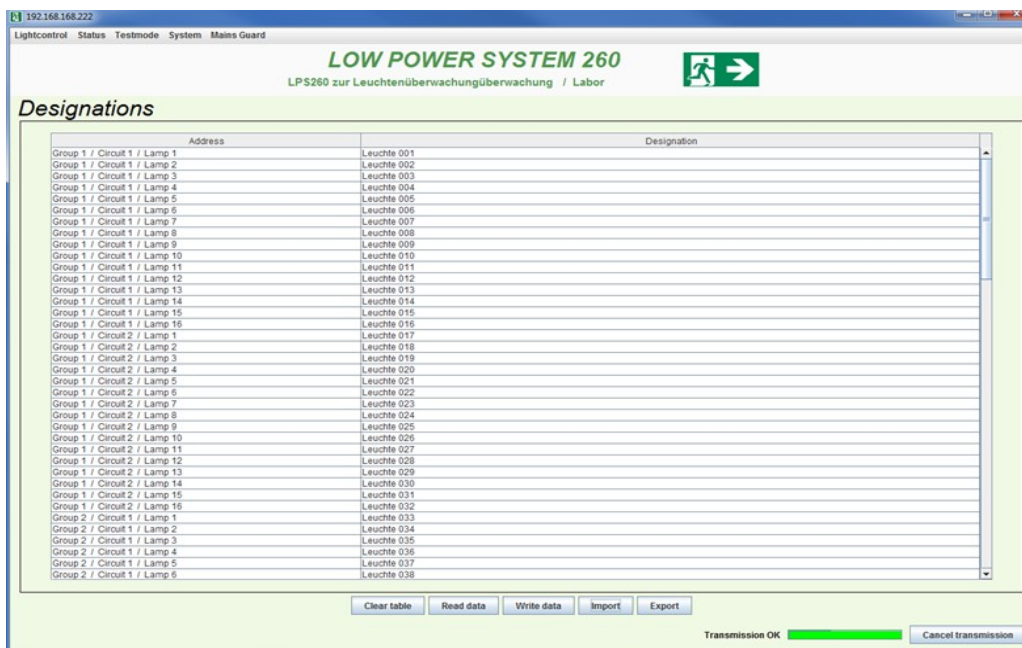 192.168.168.222
Lightcontrol Status Testmode System Mains Guard
LOW POWER SYSTEM 260
LPS260 zur Leuchtenüberwachungüberwachung / Labor
Designations
Address Designation
Group 1 / Circuit 1 / Lamp 1 Leuchte 001
Group 1 / Circuit 1 / Lamp 2 Leuchte 002
Group 1 / Circuit 1 / Lamp 3 Leuchte 003
Group 1 / Circuit 1 / Lamp 4 Leuchte 004
Group 1 / Circuit 1 / Lamp 5 Leuchte 005
Group 1 / Circuit 1 / Lamp 6 Leuchte 006
Group 1 / Circuit 1 / Lamp 7 Leuchte 007
Group 1 / Circuit 1 / Lamp 8 Leuchte 008
Group 1 / Circuit 1 / Lamp 9 Leuchte 009
Group 1 / Circuit 1 / Lamp 10 Leuchte 010
Group 1 / Circuit 1 / Lamp 11 Leuchte 011
Group 1 / Circuit 1 / Lamp 12 Leuchte 012
Group 1 / Circuit 1 / Lamp 13 Leuchte 013
Group 1 / Circuit 1 / Lamp 14 Leuchte 014
Group 1 / Circuit 1 / Lamp 15 Leuchte 015
Group 1 / Circuit 1 / Lamp 16 Leuchte 016
Group 1 / Circuit 2 / Lamp 1 Leuchte 017
Group 1 / Circuit 2 / Lamp 2 Leuchte 018
Group 1 / Circuit 2 / Lamp 3 Leuchte 019
Group 1 / Circuit 2 / Lamp 4 Leuchte 020
Group 1 / Circuit 2 / Lamp 5 Leuchte 021
Group 1 / Circuit 2 / Lamp 6 Leuchte 022
Group 1 / Circuit 2 / Lamp 7 Leuchte 023
Group 1 / Circuit 2 / Lamp 8 Leuchte 024
Group 1 / Circuit 2 / Lamp 9 Leuchte 025
Group 1 / Circuit 2 / Lamp 10 Leuchte 026
Group 1 / Circuit 2 / Lamp 11 Leuchte 027
Group 1 / Circuit 2 / Lamp 12 Leuchte 028
Group 1 / Circuit 2 / Lamp 13 Leuchte 029
Group 1 / Circuit 2 / Lamp 14 Leuchte 030
Group 1 / Circuit 2 / Lamp 15 Leuchte 031
Group 1 / Circuit 2 / Lamp 16 Leuchte 032
Group 2 / Circuit 1 / Lamp 1 Leuchte 033
Group 2 / Circuit 1 / Lamp 2 Leuchte 034
Group 2 / Circuit 1 / Lamp 3 Leuchte 035
Group 2 / Circuit 1 / Lamp 4 Leuchte 036
Group 2 / Circuit 1 / Lamp 5 Leuchte 037
Group 2 / Circuit 1 / Lamp 6 Leuchte 038
Clear table Read data Write data Import Export
Transmission OK Cancel transmission